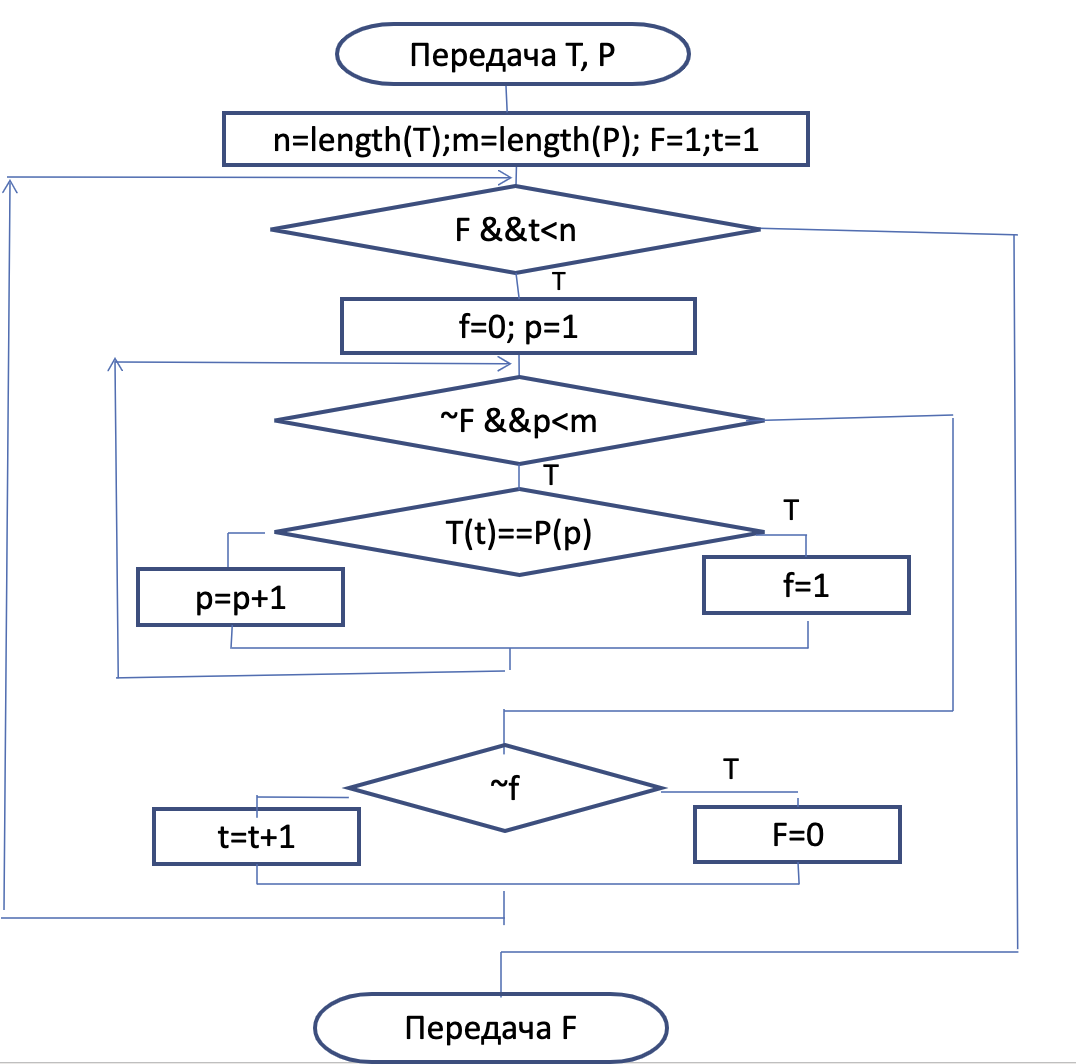 Передача T, P
n=length(T);m=length(P); F=1;t=1
F &&t<n
T
f=0; p=1
~F &&p<m
T
T(t)==P(p)
T
p=p+1
f=1
~f
T
t=t+1
F=0
Передача F